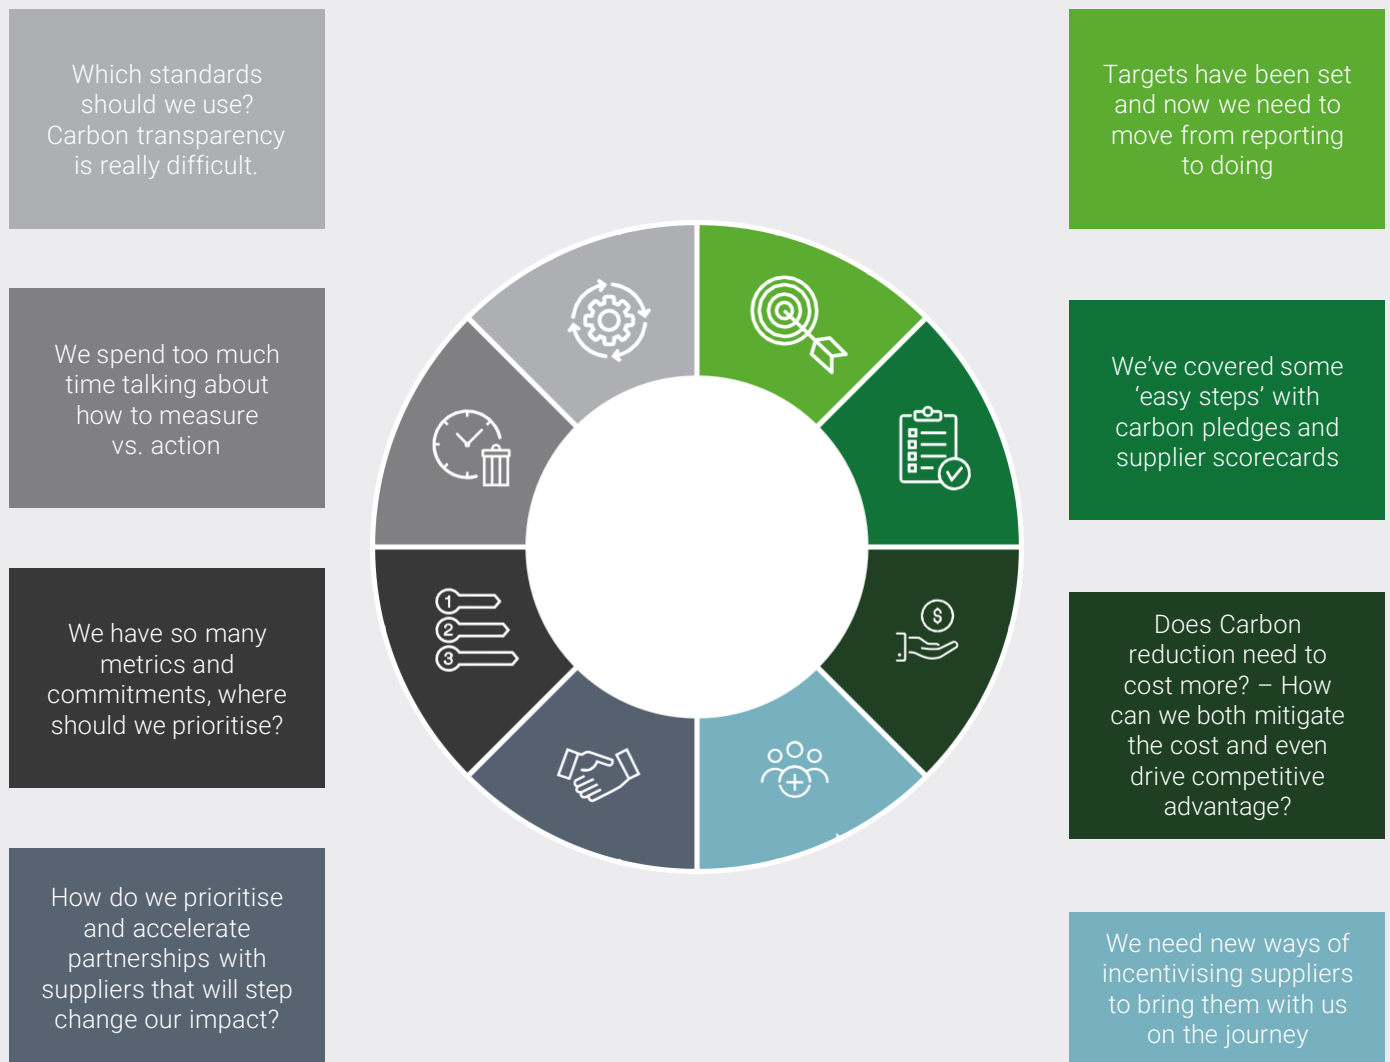 Which standards
should we use?
Carbon transparency
is really difficult.
We spend too much
time talking about
how to measure
vs. action
We have so many
metrics and
commitments, where
should we prioritise?
How do we prioritise
and accelerate
partnerships with
suppliers that will step
change our impact?
1
2
3
$
Targets have been set
and now we need to
move from reporting
to doing
We’ve covered some
‘easy steps’ with
carbon pledges and
supplier scorecards
Does Carbon
reduction need to
cost more? – How
can we both mitigate
the cost and even
drive competitive
advantage?
We need new ways of
incentivising suppliers
to bring them with us
on the journey